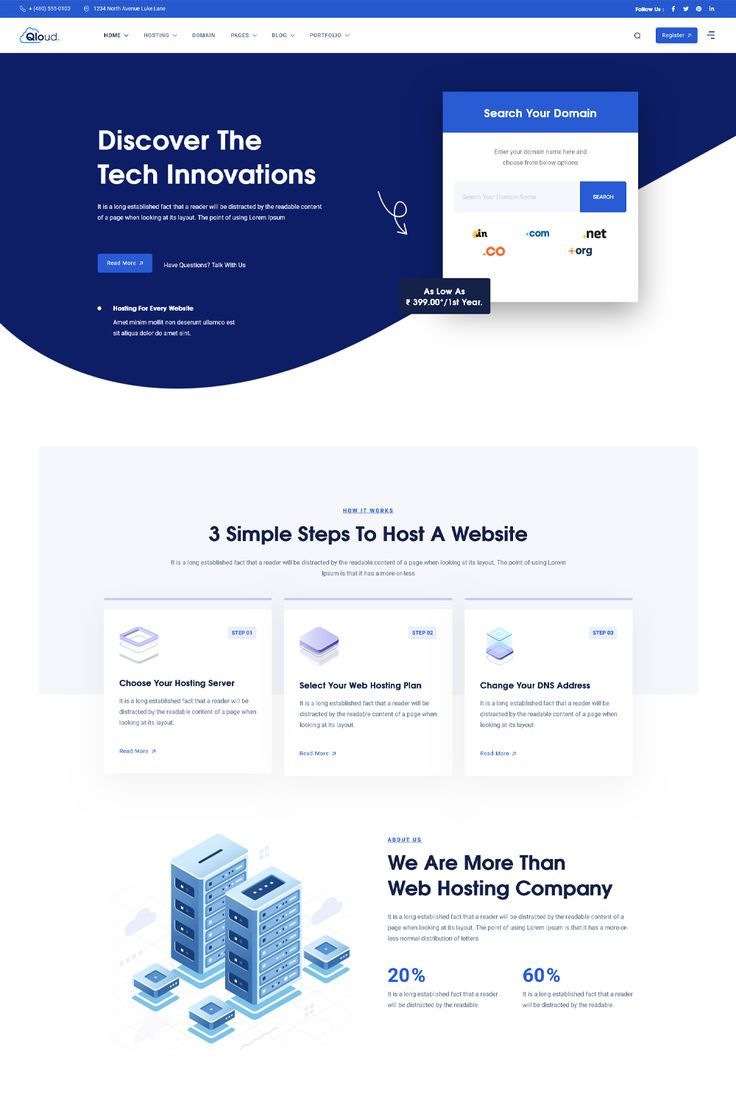 + (480) 555-0103
1234 North Avenue Luke Lane
Follow Us :
Qloud.
HOME
HOSTING
DOMAIN
PAGES
BLOG
PORTFOLIO
Register
Discover The
Tech Innovations
It is a long established fact that a reader will be distracted by the readable content
of a page when looking at its layout. The point of using Lorem Ipsum
Read More
Have Questions? Talk With Us
Hosting For Every Website
Amet minim mollit non deserunt ullamco est
sit aliqua dolor do amet sint.
Search Your Domain
Enter your domain name here and
choose from below options
Search Your Domain Name
SEARCH
.in
.com
.net
.co
.org
As Low As
₹ 399.00*/1st Year.
HOW IT WORKS
3 Simple Steps To Host A Website
It is a long established fact that a reader will be distracted by the readable content of a page when looking at its layout. The point of using Lorem
Ipsum is that it has a more-or-less
STEP 01
Choose Your Hosting Server
It is a long established fact that a reader will be
distracted by the readable content of a page when
looking at its layout.
Read More
STEP 02
Select Your Web Hosting Plan
It is a long established fact that a reader will be
distracted by the readable content of a page when
looking at its layout.
Read More
STEP 03
Change Your DNS Address
It is a long established fact that a reader will be
distracted by the readable content of a page when
looking at its layout
Read More
ABOUT US
We Are More Than
Web Hosting Company
It is a long established fact that a reader will be distracted by the readable content of a
page when looking at its layout. The point of using Lorem Ipsum is that it has a more-or-
less normal distribution of letters
20%
It is a long established fact that a reader
will be distracted by the readable.
60%
It is a long established fact that a reader
will be distracted by the readable.